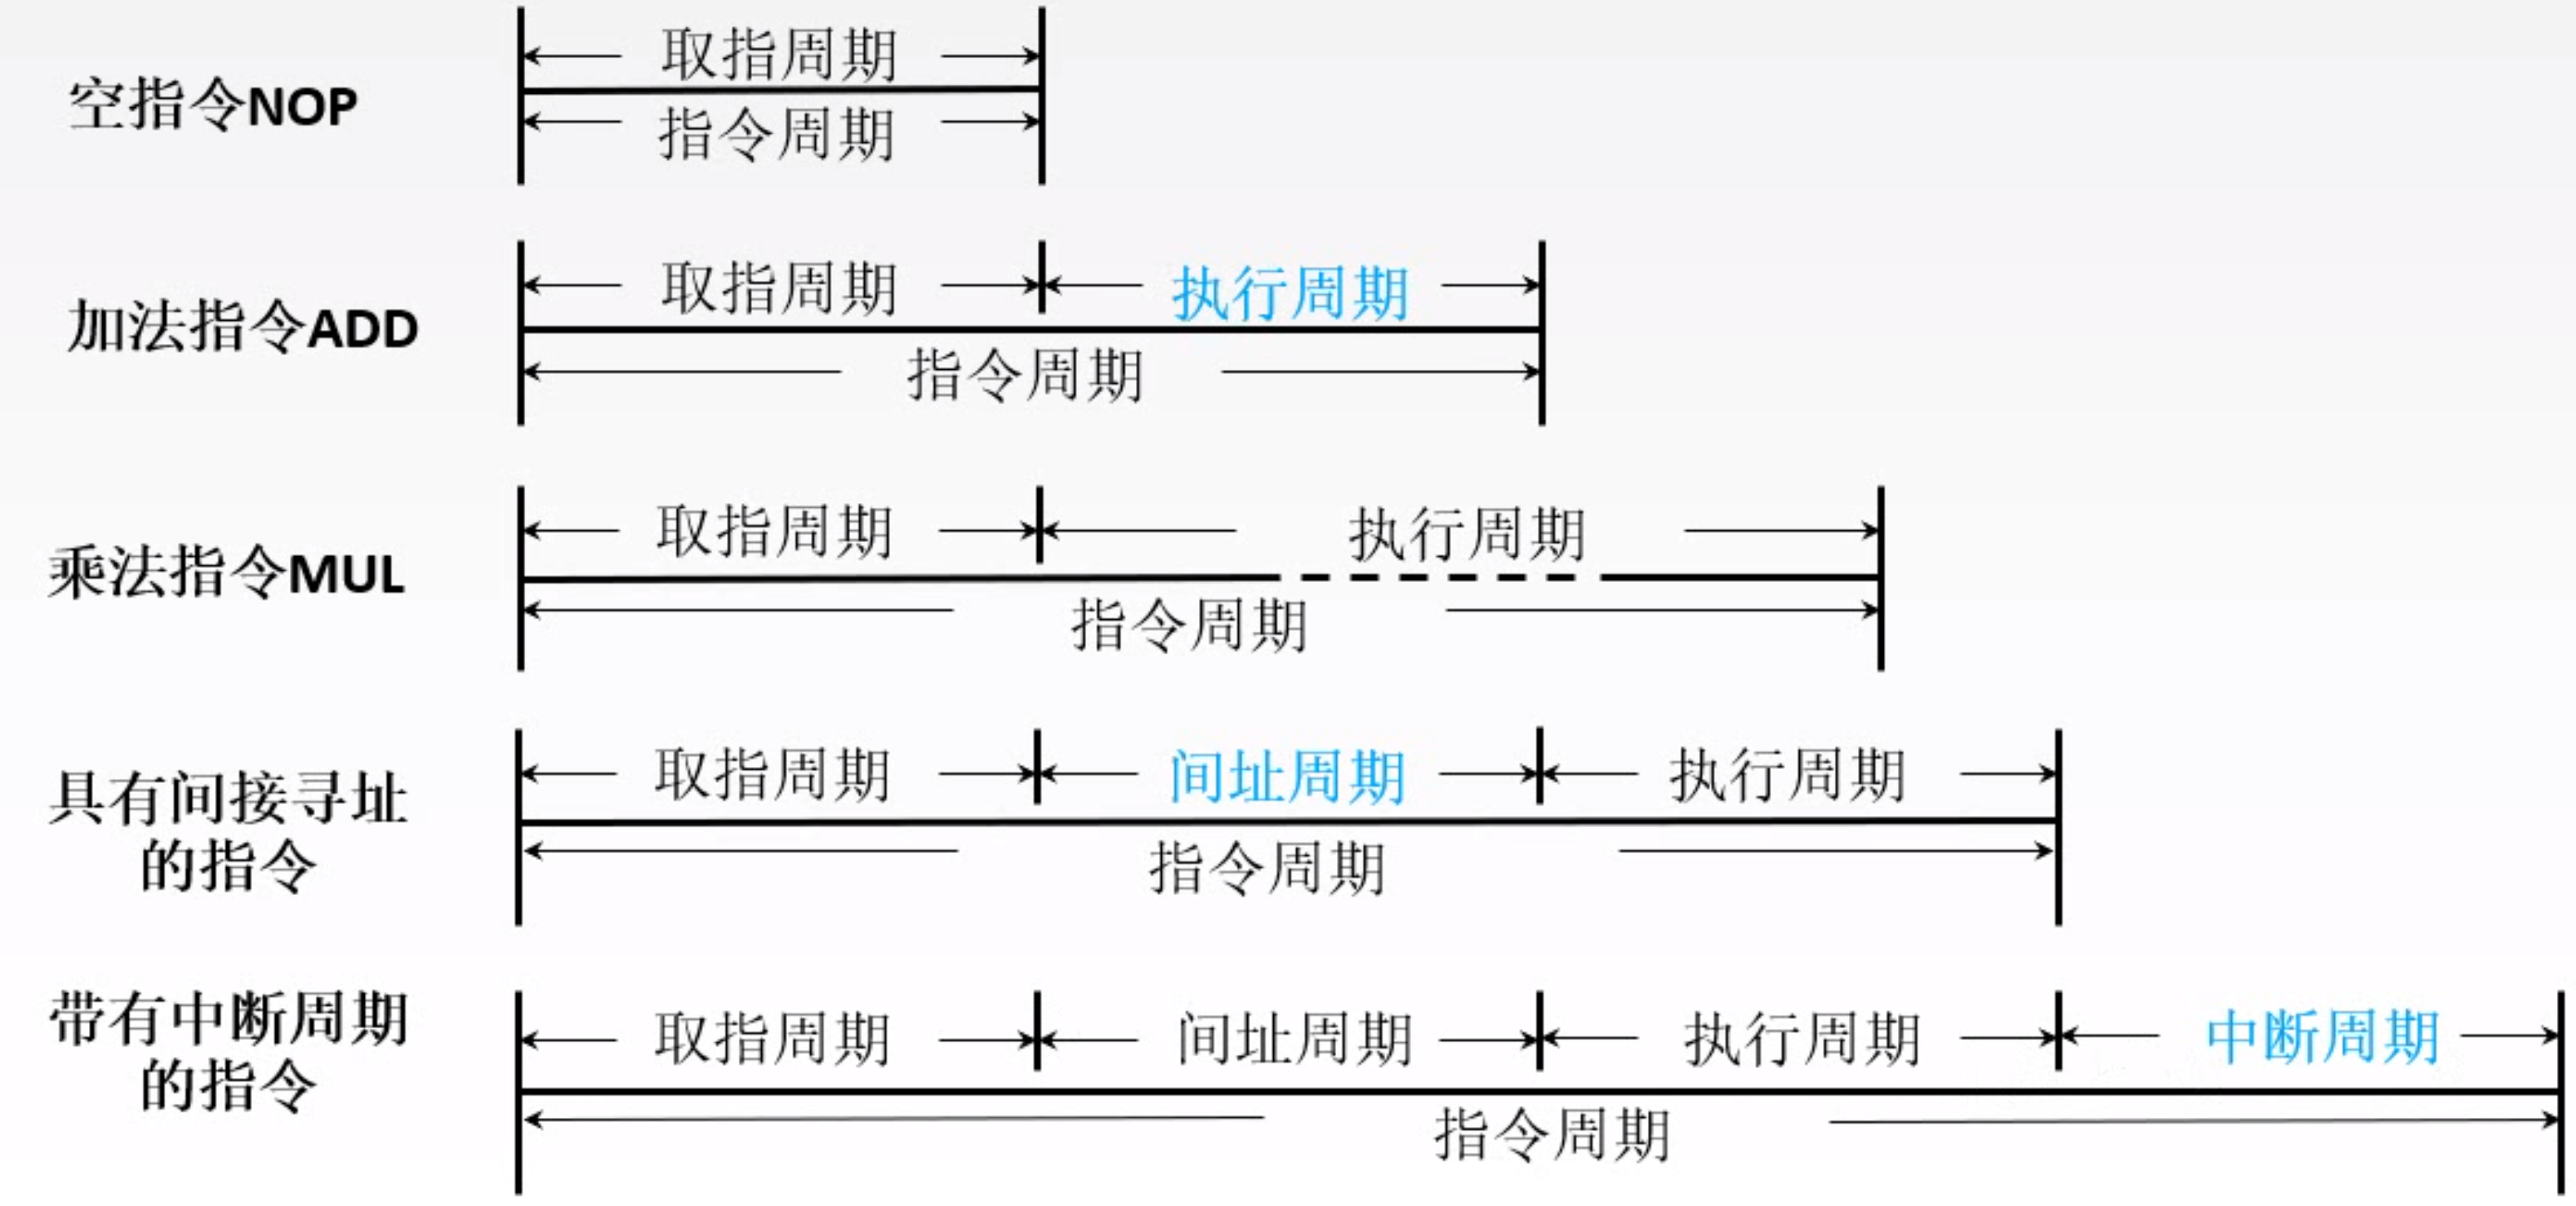 取指周期
空指令NOP
指令周期
取指周期 执行周期
加法指令ADD
指令周期
取指周期 执行周期
乘法指令MUL
指令周期
取指周期 间址周期 执行周期
具有间接寻址
的指令
指令周期
取指周期 间址周期 执行周期 中断周期
带有中断周期
的指令
指令周期